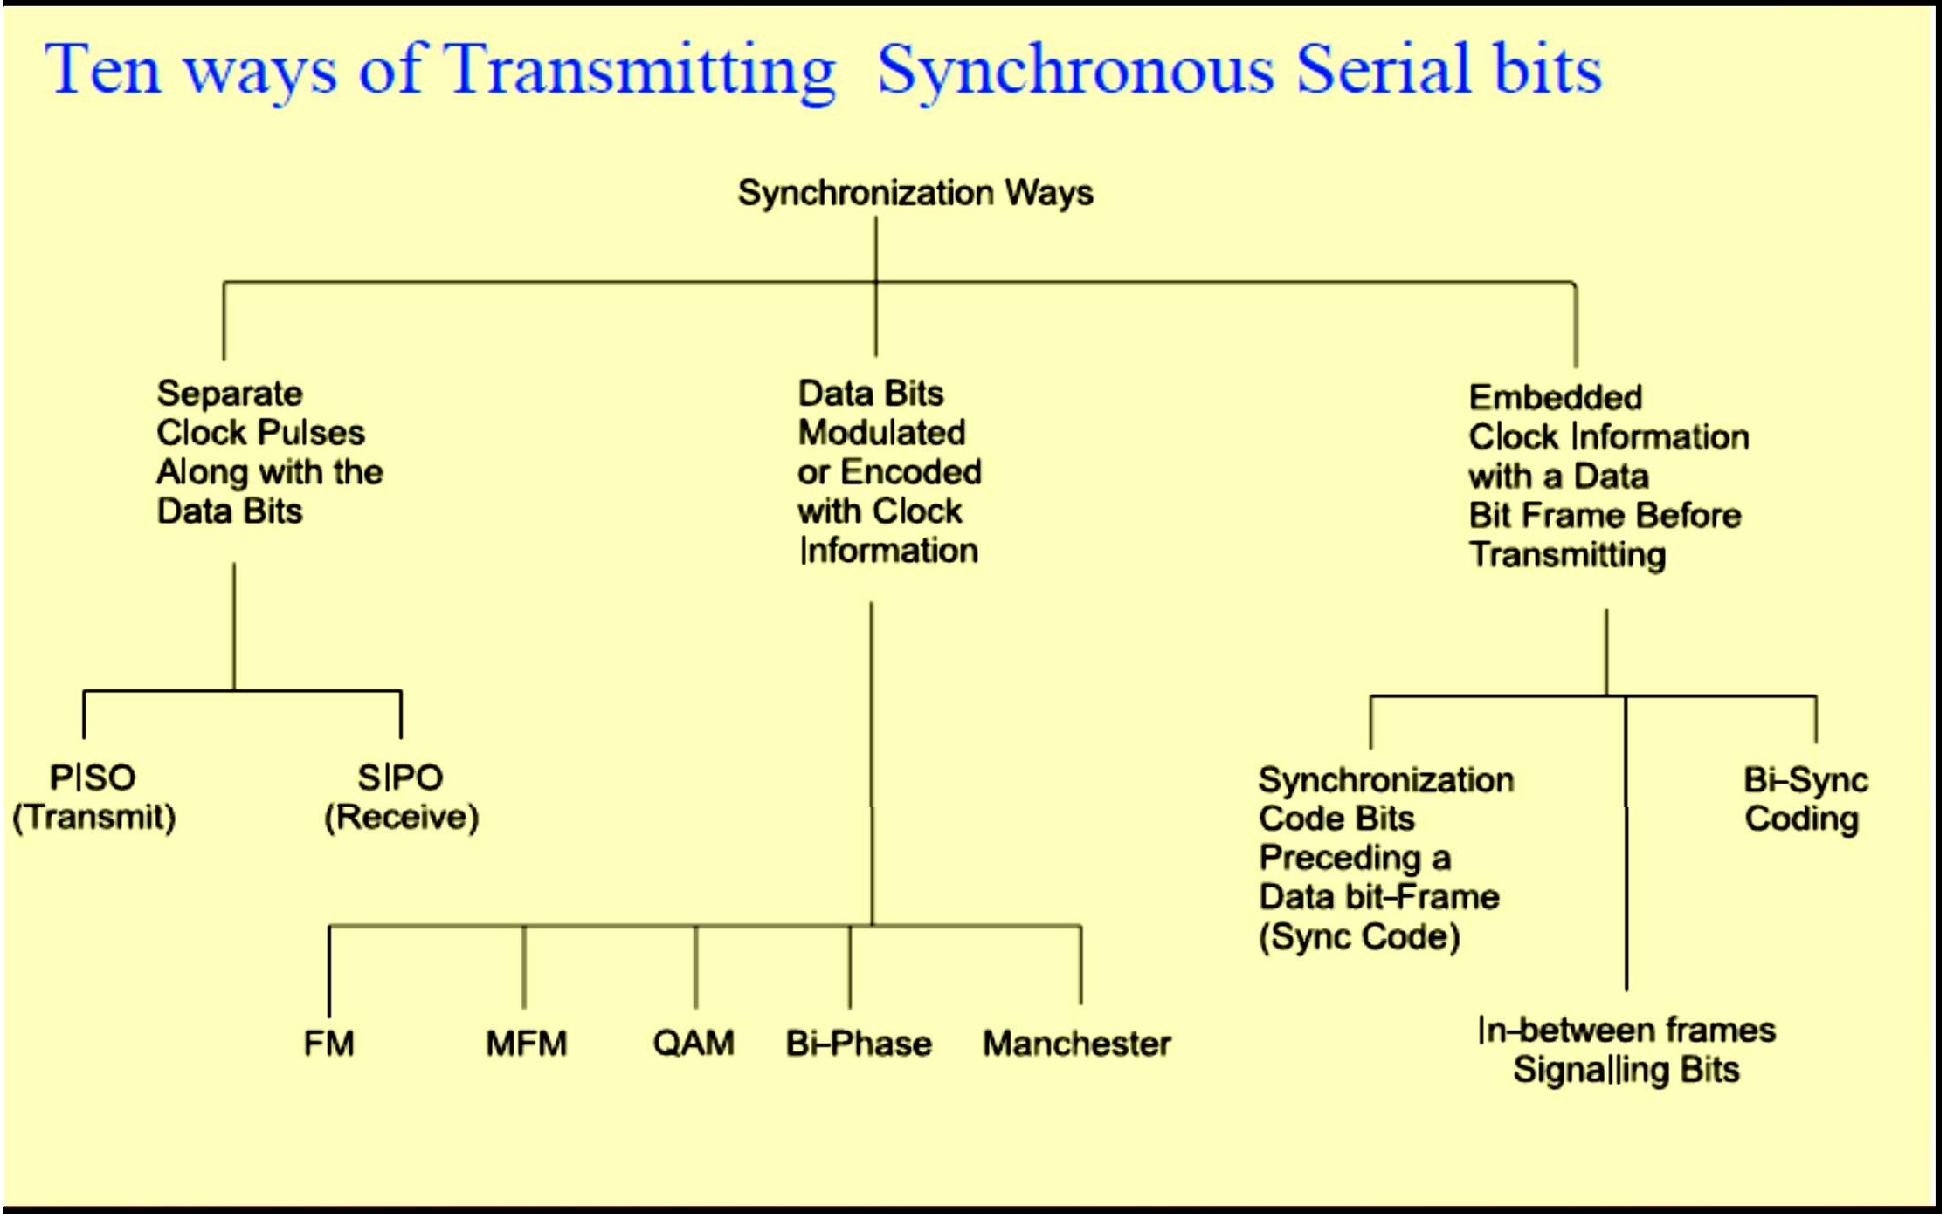 Ten ways of Transmitting Synchronous Serial bits
Synchronization Ways
Separate
Clock Pulses
Along with the
Data Bits
Data Bits
Modulated
or Encoded
with Clock
Information
Embedded
Clock Information
with a Data
Bit Frame Before
Transmitting
PISO
(Transmit)
SIPO
(Receive)
Synchronization
Code Bits
Preceding a
Data bit-Frame
(Sync Code)
Bi-Sync
Coding
FM
MFM
QAM
Bi-Phase
Manchester
In-between frames
Signalling Bits